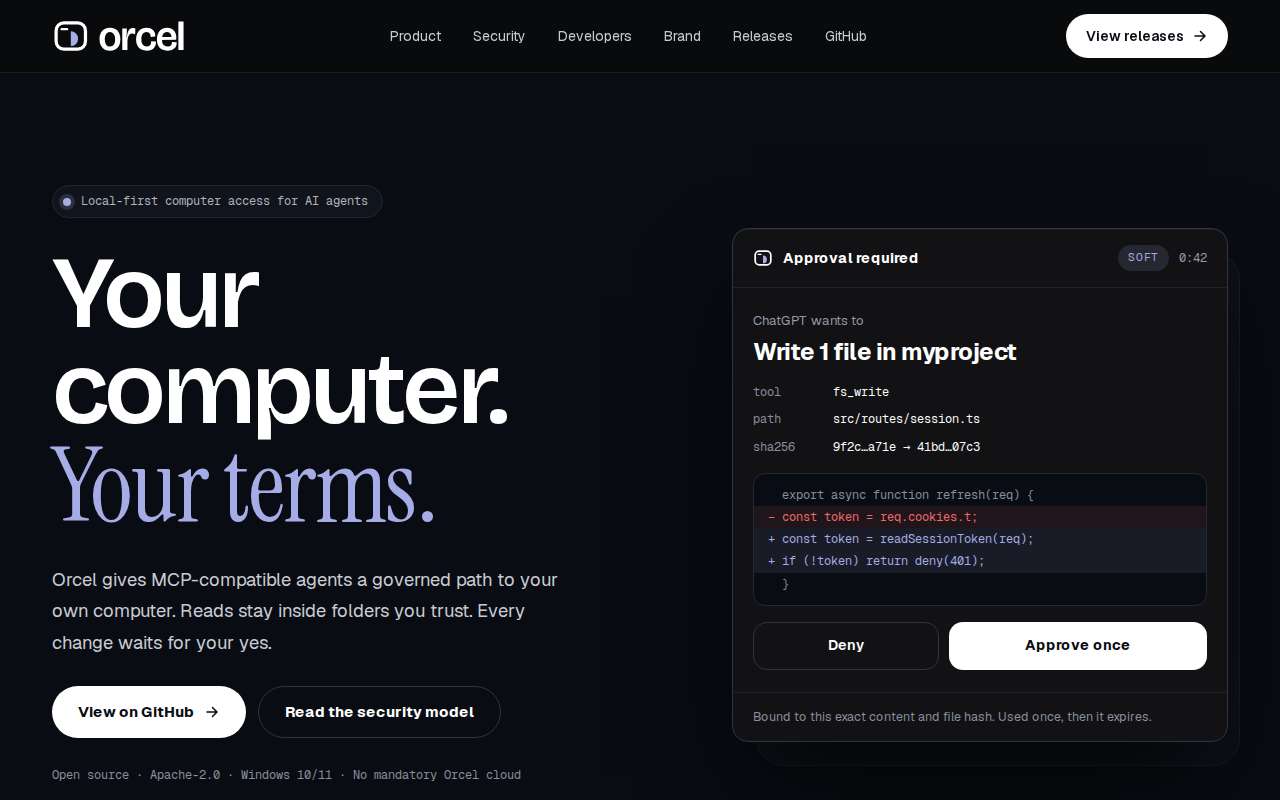 orcel
Product Security Developers Brand Releases GitHub
View releases →
Local-first computer access for AI agents
Your
computer.
Your terms.
Orcel gives MCP-compatible agents a governed path to your
own computer. Reads stay inside folders you trust. Every
change waits for your yes.
View on GitHub →
Read the security model
Open source · Apache-2.0 · Windows 10/11 · No mandatory Orcel cloud
Approval required
SOFT 0:42
ChatGPT wants to
Write 1 file in myproject
tool fs_write
path src/routes/session.ts
sha256 9f2c…a71e → 41bd…07c3
export async function refresh(req) {
− const token = req.cookies.t;
+ const token = readSessionToken(req);
+ if (!token) return deny(401);
}
Deny
Approve once
Bound to this exact content and file hash. Used once, then it expires.